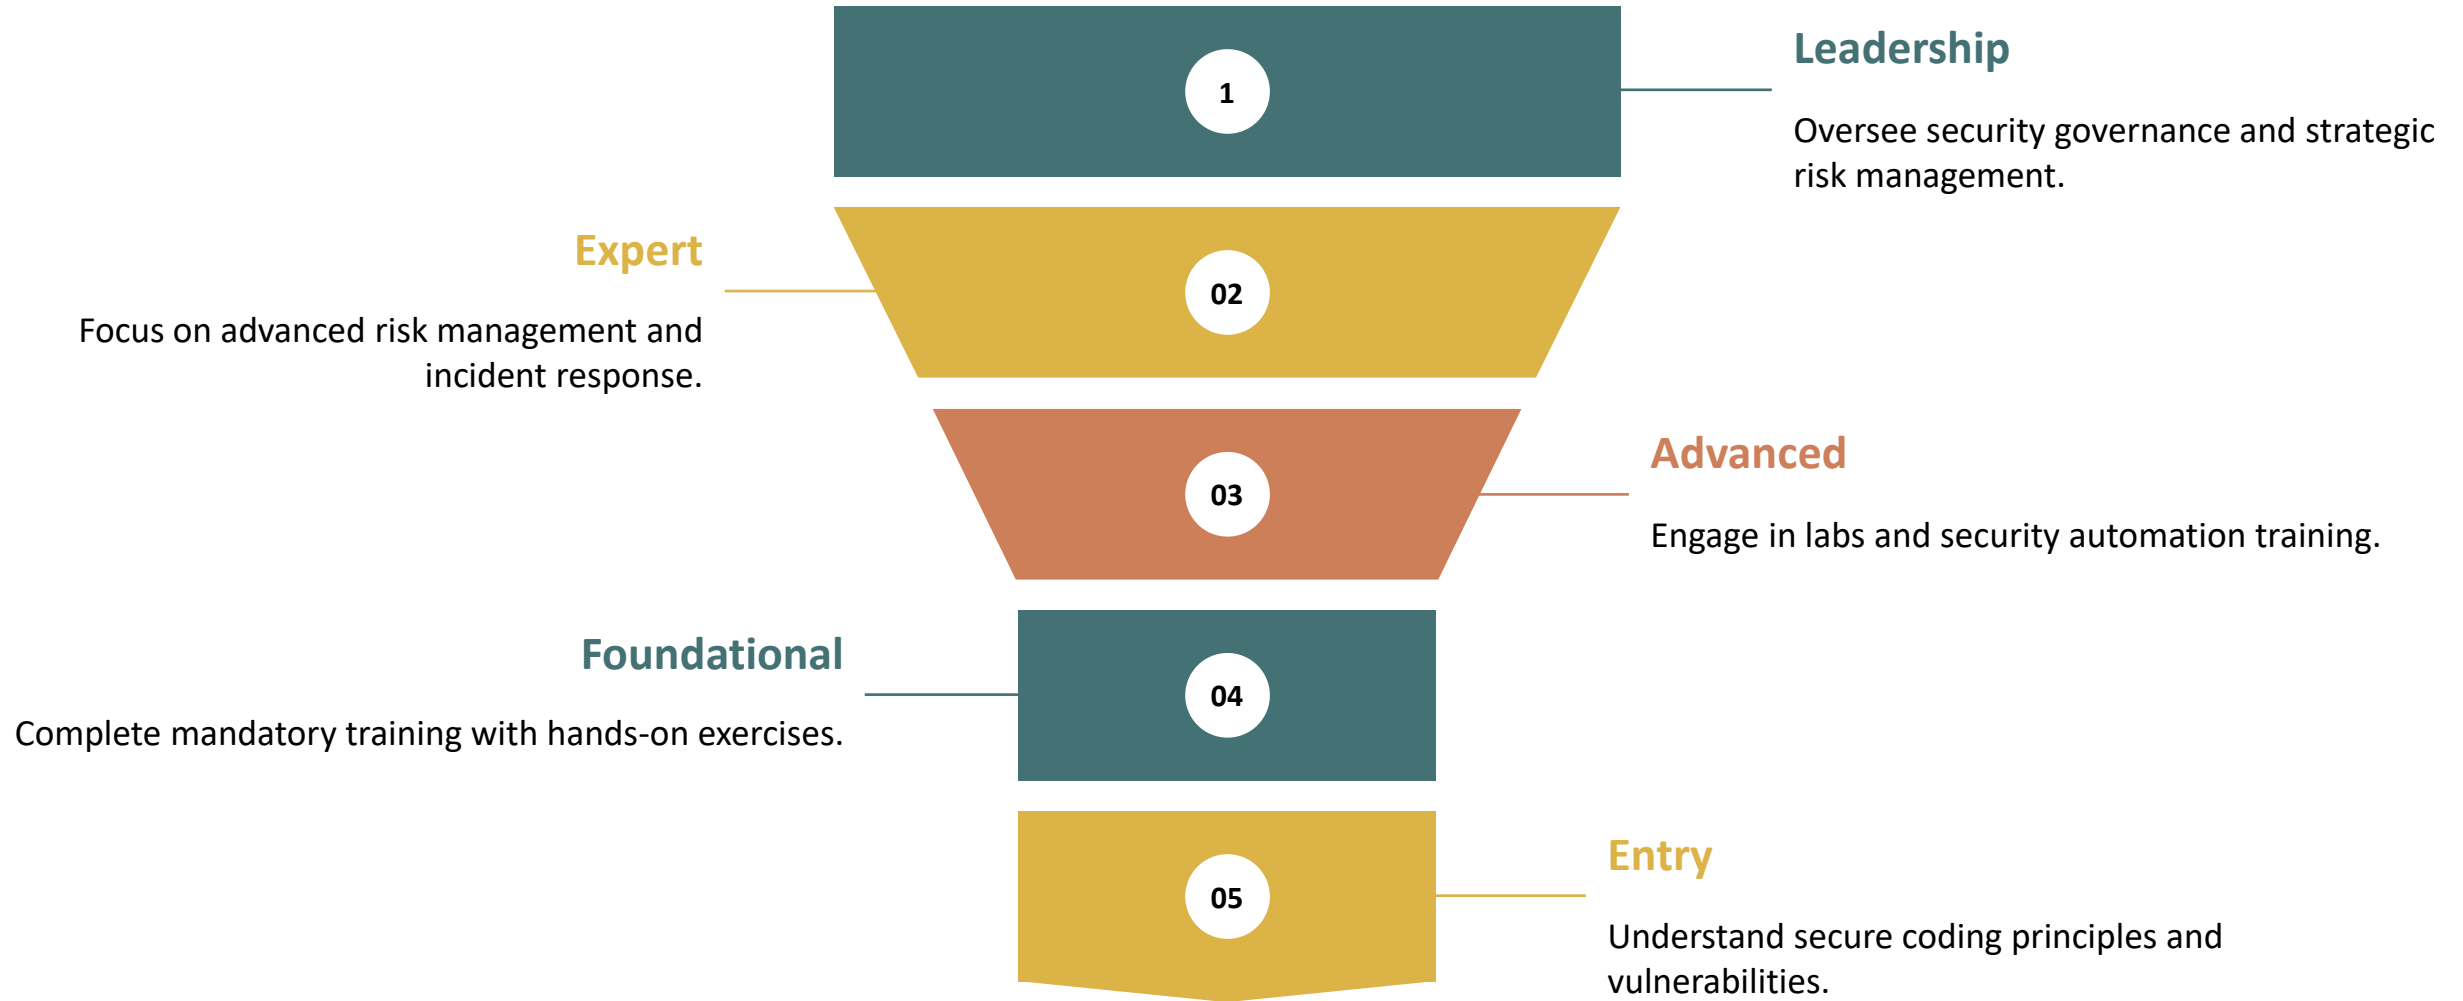 1
Leadership
Oversee security governance and strategic
risk management.
02
Expert
Focus on advanced risk management and
incident response.
03
Advanced
Engage in labs and security automation training.
04
Foundational
Complete mandatory training with hands-on exercises.
05
Entry
Understand secure coding principles and
vulnerabilities.